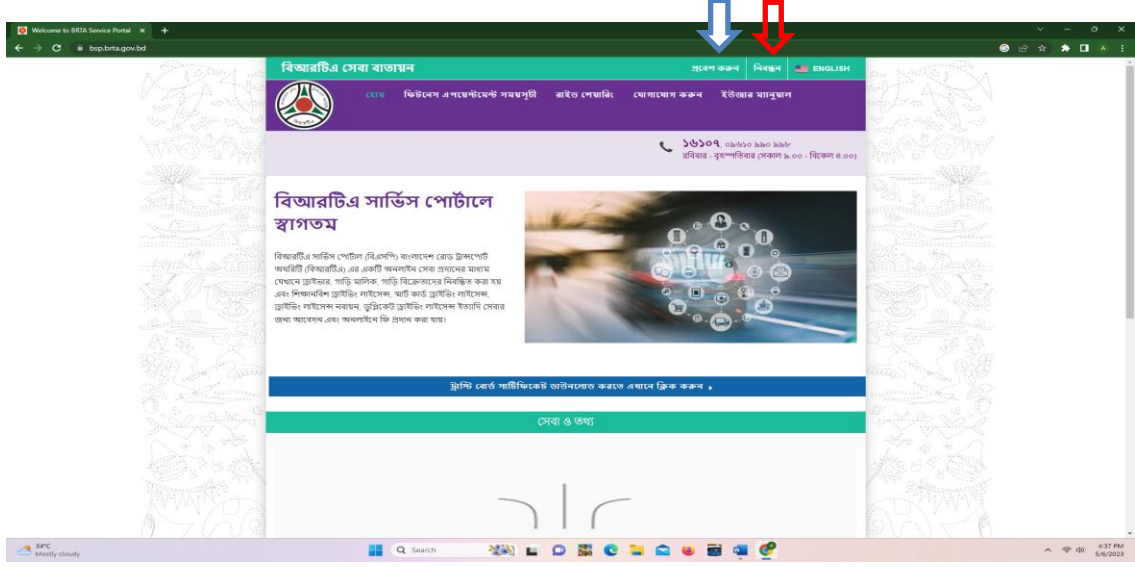 Welcome to BRTA Service Portal
bsp.brta.gov.bd
বিআরটিএ সেবা বাতায়ন
প্রবেশ করুন
নিবন্ধন
ENGLISH
হোম
ফিটনেস এপয়েন্টমেন্ট সময়সূচী
রাইড শেয়ারিং
যোগাযোগ করুন
ইউজার ম্যানুয়াল
১৬১০৭, ০৯৬১০ ৯৯০ ৯৯৮
রবিবার - বৃহস্পতিবার (সকাল ৯.০০ - বিকেল ৪.০০)
বিআরটিএ সার্ভিস পোর্টালে
স্বাগতম
বিআরটিএ সার্ভিস পোর্টাল (বিএসপি) বাংলাদেশ রোড ট্রান্সপোর্ট
অথরিটি (বিআরটিএ) এর একটি অনলাইন সেবা প্রদানের মাধ্যম
যেখানে ড্রাইভার, গাড়ি মালিক, গাড়ি বিক্রেতাদের নিবন্ধিত করা হয়
এবং শিক্ষানবিশ ড্রাইভিং লাইসেন্স, স্মার্ট কার্ড ড্রাইভিং লাইসেন্স,
ড্রাইভিং লাইসেন্স নবায়ন, ডুপ্লিকেট ড্রাইভিং লাইসেন্স ইত্যাদি সেবার
জন্য আবেদন এবং অনলাইনে ফি প্রদান করা যায়।
ট্রাস্টি বোর্ড সার্টিফিকেট ডাউনলোড করতে এখানে ক্লিক করুন
সেবা ও তথ্য
34°C
Mostly cloudy
Search
4:37 PM
5/6/2023